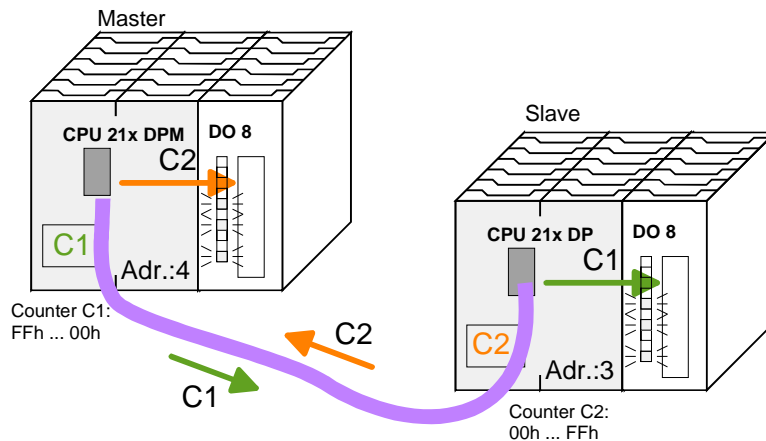 Master
CPU 21x DPM
DO 8
C2
C1
Adr.:4
Counter C1:
FFh ... 00h
C1
C2
Slave
CPU 21x DP
DO 8
C1
C2
Adr.:3
Counter C2:
00h ... FFh